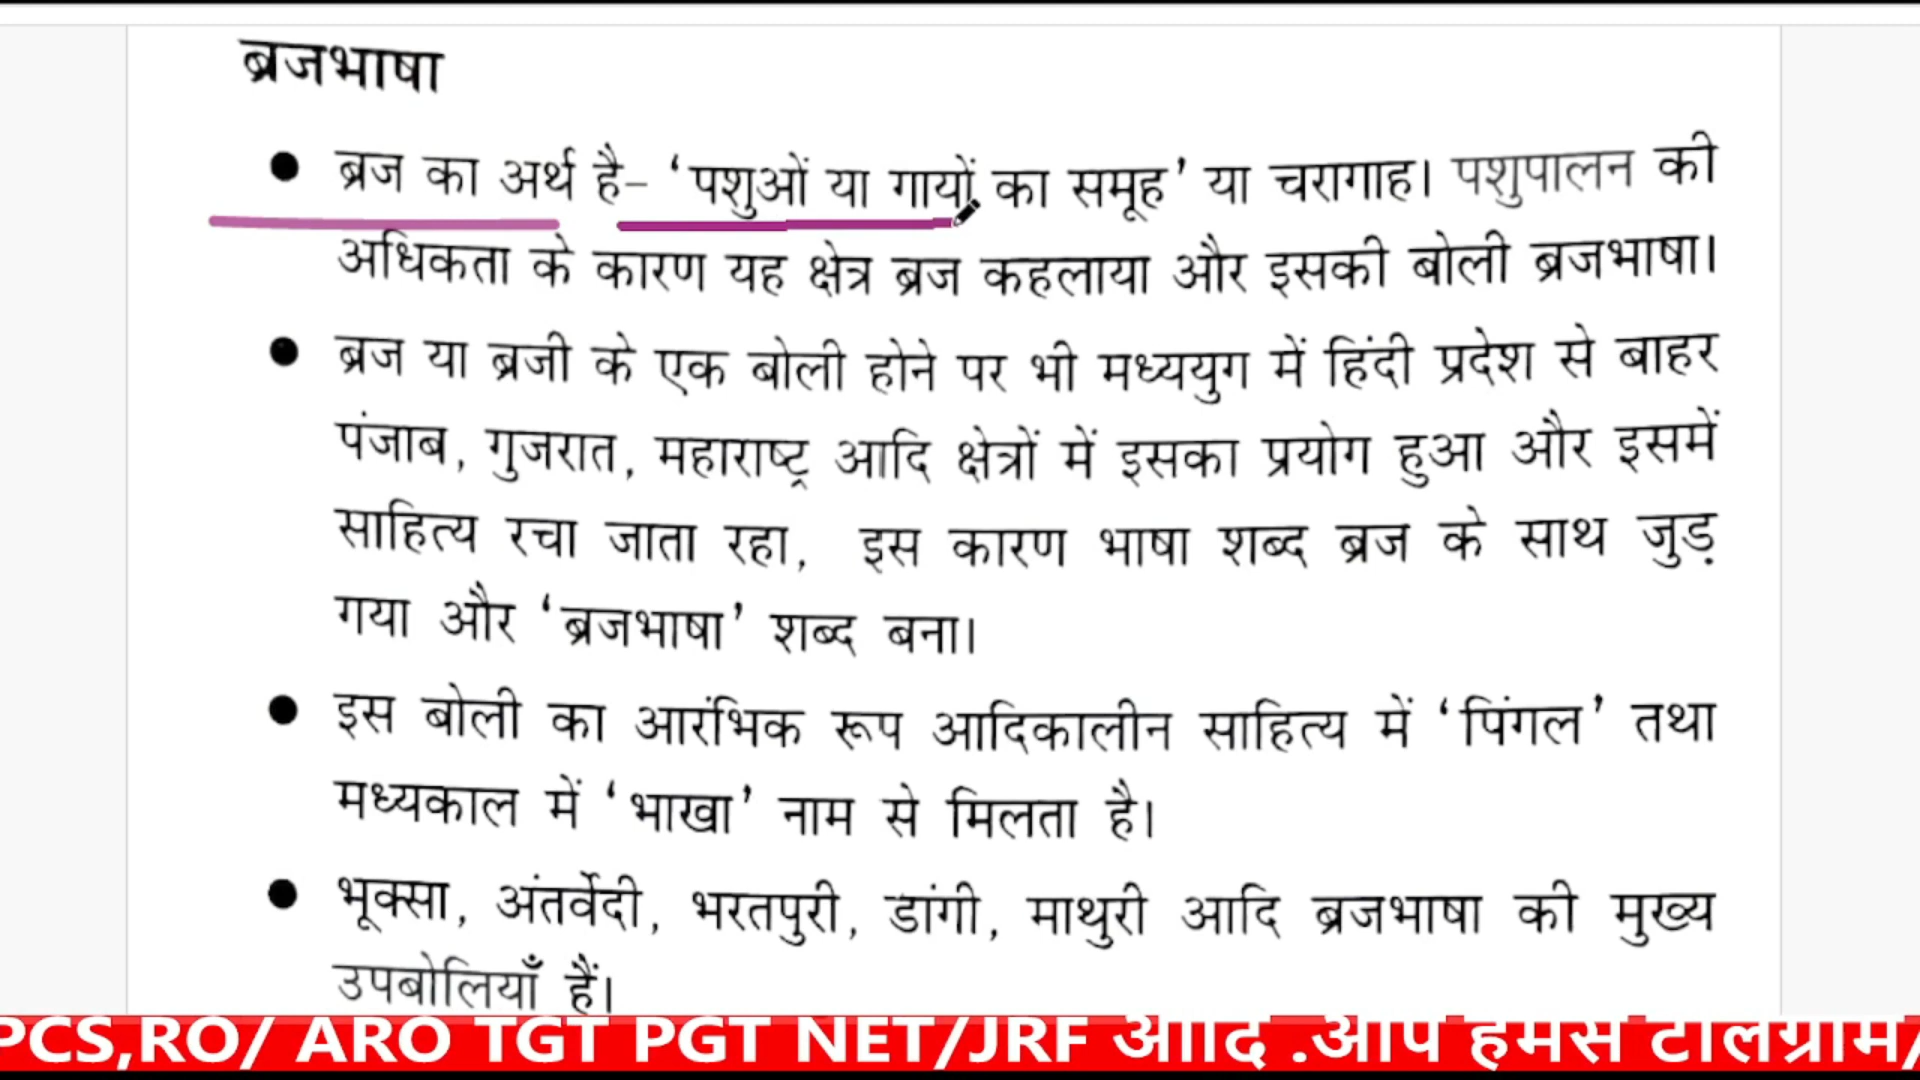 ब्रजभाषा
● ब्रज का अर्थ है– ‘पशुओं या गायों का समूह’ या चरागाह। पशुपालन की
अधिकता के कारण यह क्षेत्र ब्रज कहलाया और इसकी बोली ब्रजभाषा।
● ब्रज या ब्रजी के एक बोली होने पर भी मध्ययुग में हिंदी प्रदेश से बाहर
पंजाब, गुजरात, महाराष्ट्र आदि क्षेत्रों में इसका प्रयोग हुआ और इसमें
साहित्य रचा जाता रहा, इस कारण भाषा शब्द ब्रज के साथ जुड़
गया और ‘ब्रजभाषा’ शब्द बना।
● इस बोली का आरंभिक रूप आदिकालीन साहित्य में ‘पिंगल’ तथा
मध्यकाल में ‘भाखा’ नाम से मिलता है।
● भूक्सा, अंतर्वेदी, भरतपुरी, डांगी, माथुरी आदि ब्रजभाषा की मुख्य
उपबोलियाँ हैं।
PCS,RO/ ARO TGT PGT NET/JRF आदि .आप हमसे टेलिग्राम/